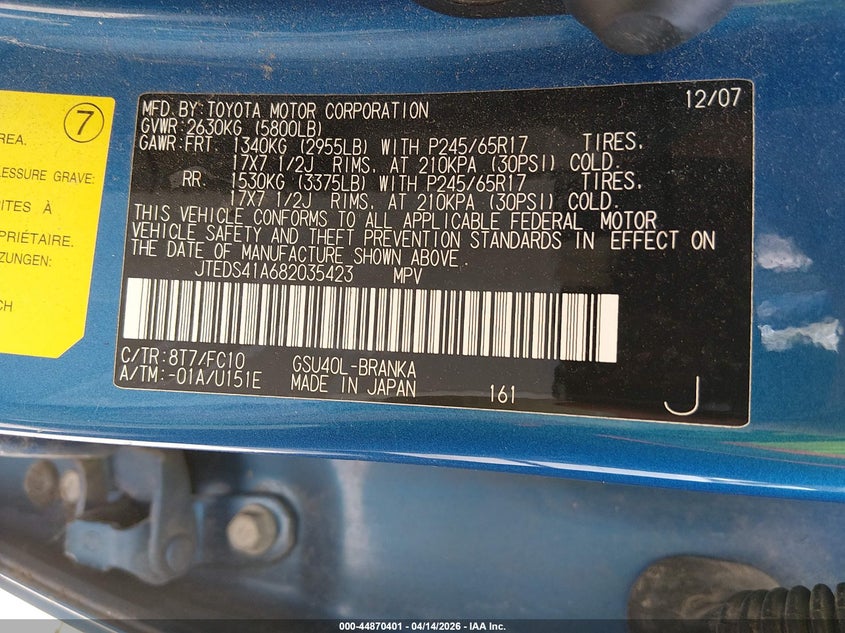 7
REA.
ESSURE GRAVE:
ITES À
PRIÉTAIRE.
ZUNGEN:
CH
MFD. BY: TOYOTA MOTOR CORPORATION 12/07
GVWR: 2630KG (5800LB)
GAWR: FRT. 1340KG (2955LB) WITH P245/65R17 TIRES.
17X7 1/2J RIMS. AT 210KPA (30PSI) COLD.
RR. 1530KG (3375LB) WITH P245/65R17 TIRES.
17X7 1/2J RIMS. AT 210KPA (30PSI) COLD.
THIS VEHICLE CONFORMS TO ALL APPLICABLE FEDERAL MOTOR
VEHICLE SAFETY AND THEFT PREVENTION STANDARDS IN EFFECT ON
THE DATE OF MANUFACTURE SHOWN ABOVE.
JTEDS41A682035423 MPV
C/TR: 8T7/FC10 GSU40L-BRANKA
A/TM: -01A/U151E MADE IN JAPAN 161 J
000-44870401 - 04/14/2026 - IAA Inc.